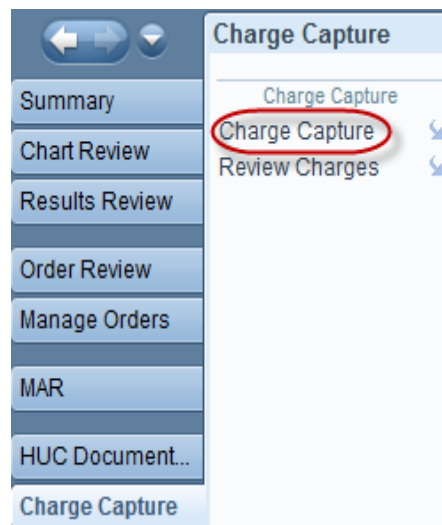 Charge Capture
Summary
Chart Review
Results Review
Order Review
Manage Orders
MAR
HUC Document...
Charge Capture
Charge Capture
Charge Capture
Review Charges